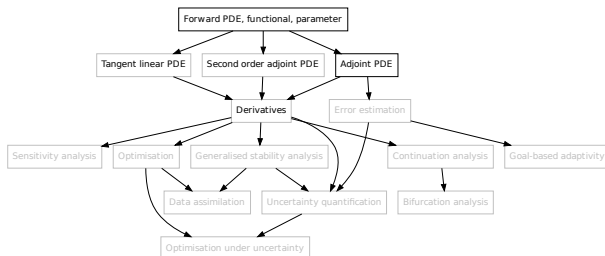 Forward PDE, functional, parameter
Tangent linear PDE
Second order adjoint PDE
Adjoint PDE
Derivatives
Error estimation
Sensitivity analysis
Optimisation
Generalised stability analysis
Continuation analysis
Goal-based adaptivity
Data assimilation
Uncertainty quantification
Bifurcation analysis
Optimisation under uncertainty